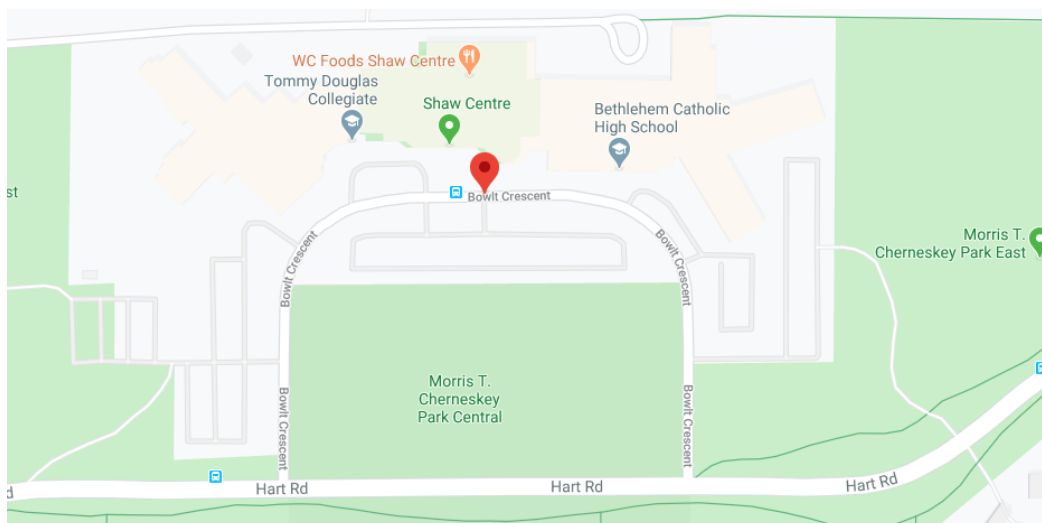 WC Foods Shaw Centre
Tommy Douglas
Collegiate
Shaw Centre
Bethlehem Catholic
High School
st
Bowlt Crescent
Morris T.
Cherneskey Park East
Bowlt Crescent
Bowlt Crescent
Morris T.
Cherneskey
Park Central
Bowlt Crescent
Bowlt Crescent
d
Hart Rd
Hart Rd
Hart Rd